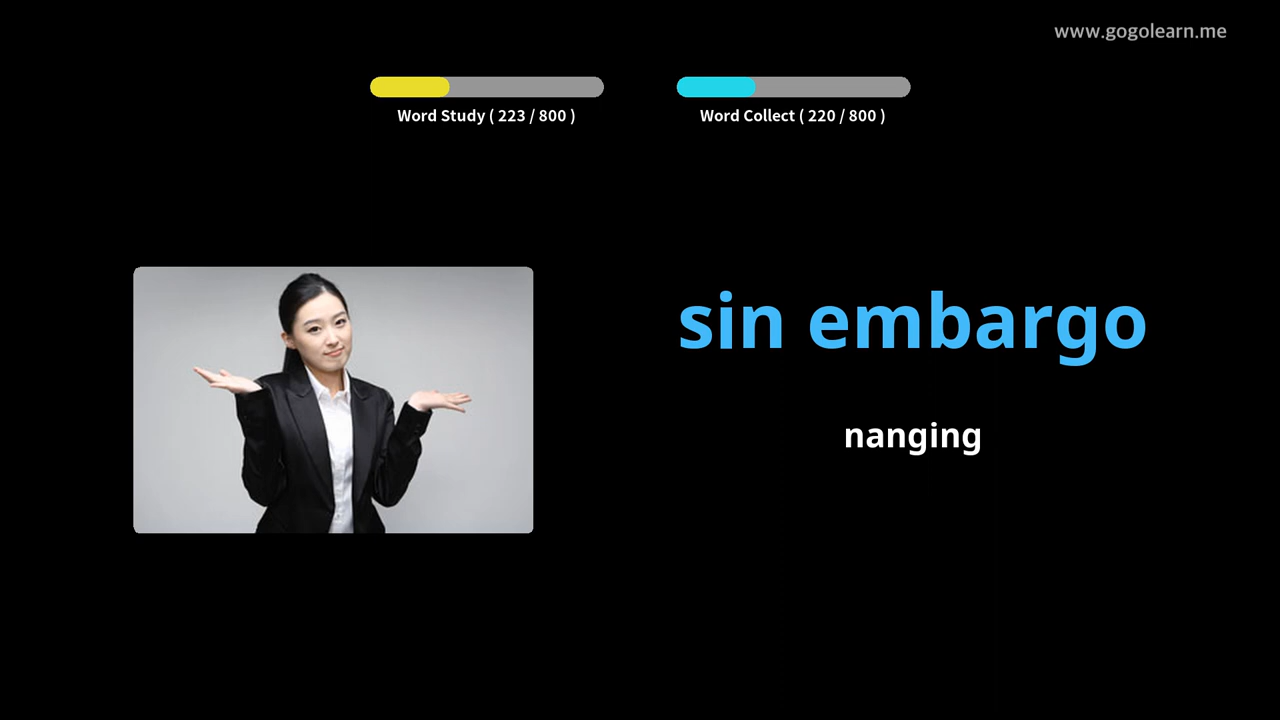 www.gogolearn.me
Word Study ( 223 / 800 )
Word Collect ( 220 / 800 )
sin embargo
nanging